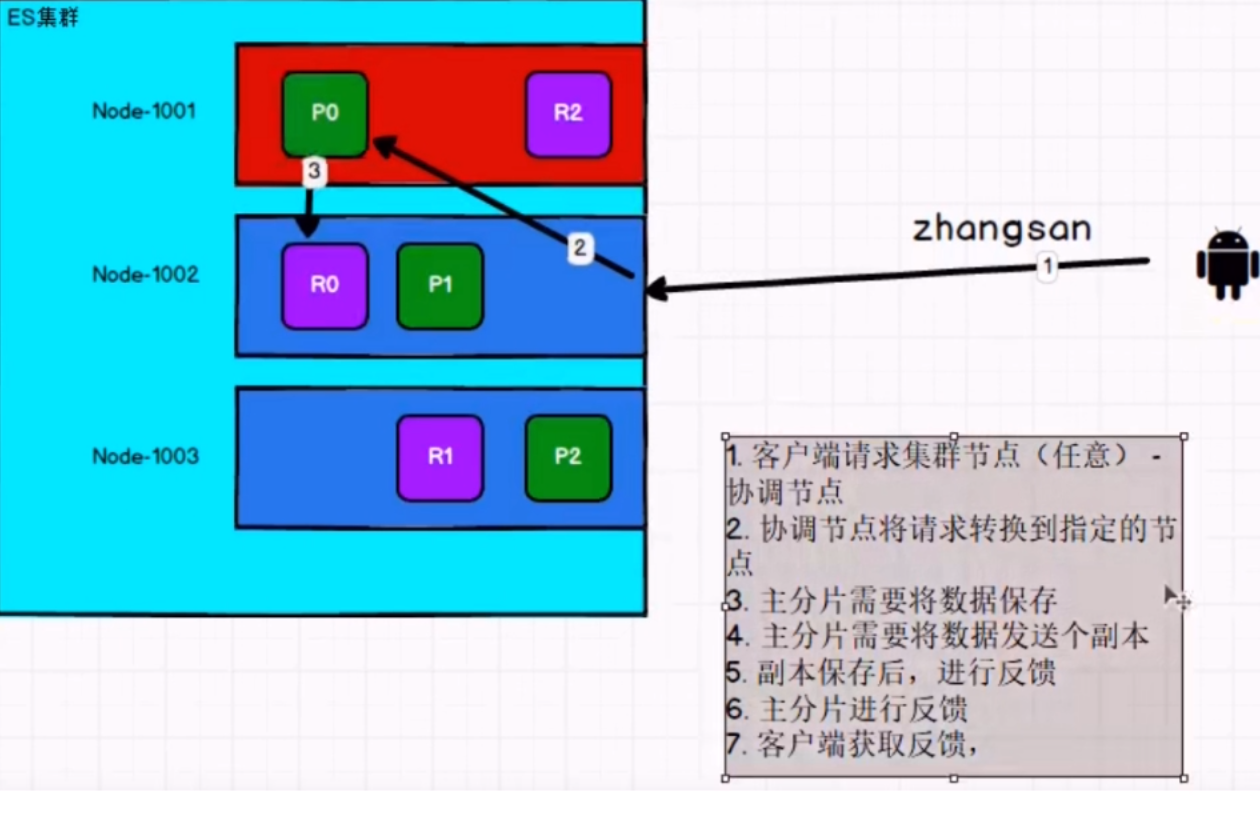 ES集群
Node-1001
P0
R2
3
2
Node-1002
R0
P1
zhangsan
1
Node-1003
R1
P2
1. 客户端请求集群节点（任意） -
协调节点
2. 协调节点将请求转换到指定的节
点
3. 主分片需要将数据保存
4. 主分片需要将数据发送个副本
5. 副本保存后，进行反馈
6. 主分片进行反馈
7. 客户端获取反馈，